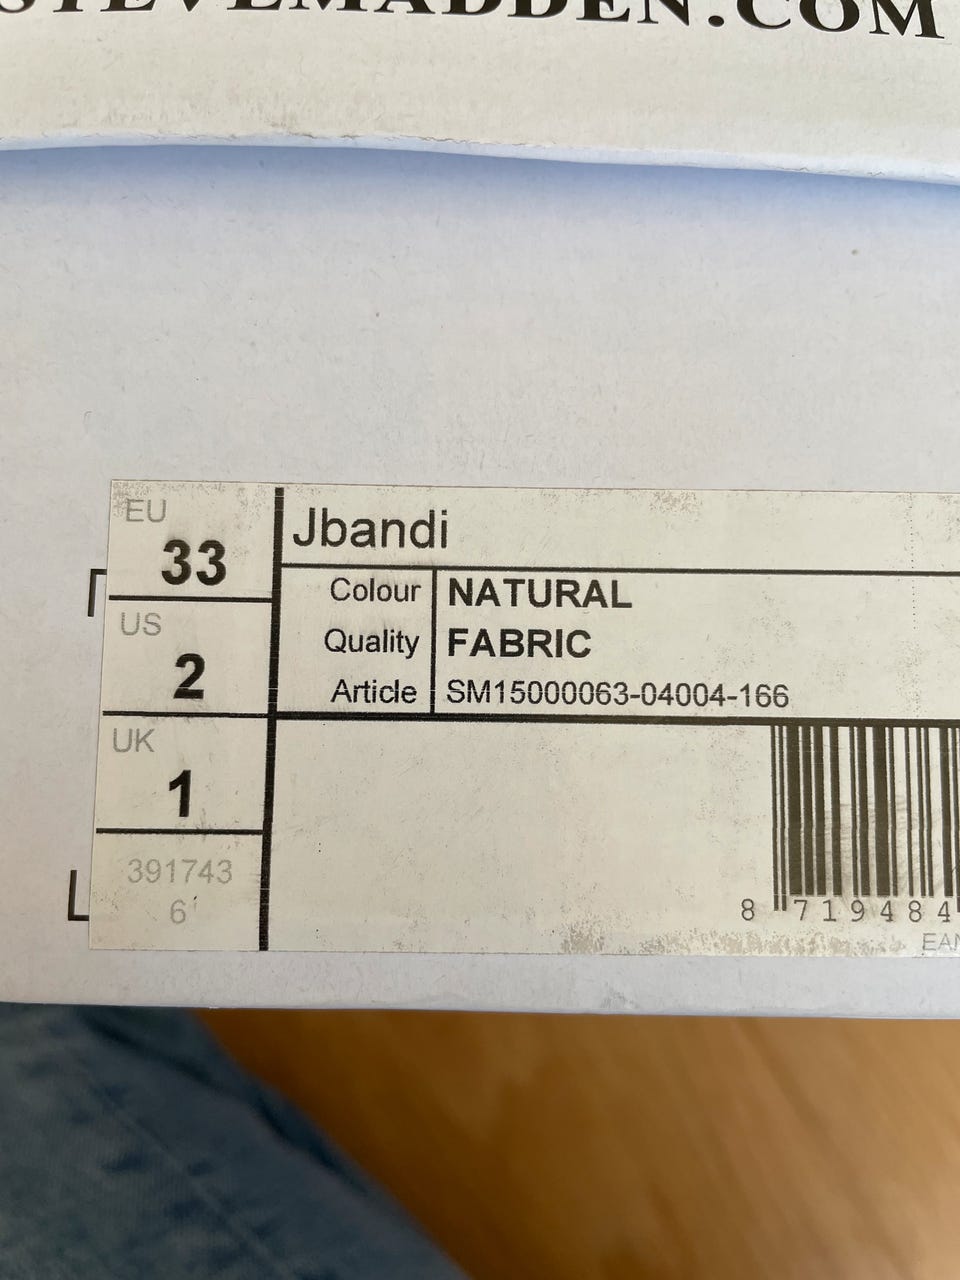 STEVEMADDEN.COM
EU
33
Jbandi
Colour NATURAL
US
2
Quality FABRIC
Article SM15000063-04004-166
UK
1
391743
6'
8 719484
EAN